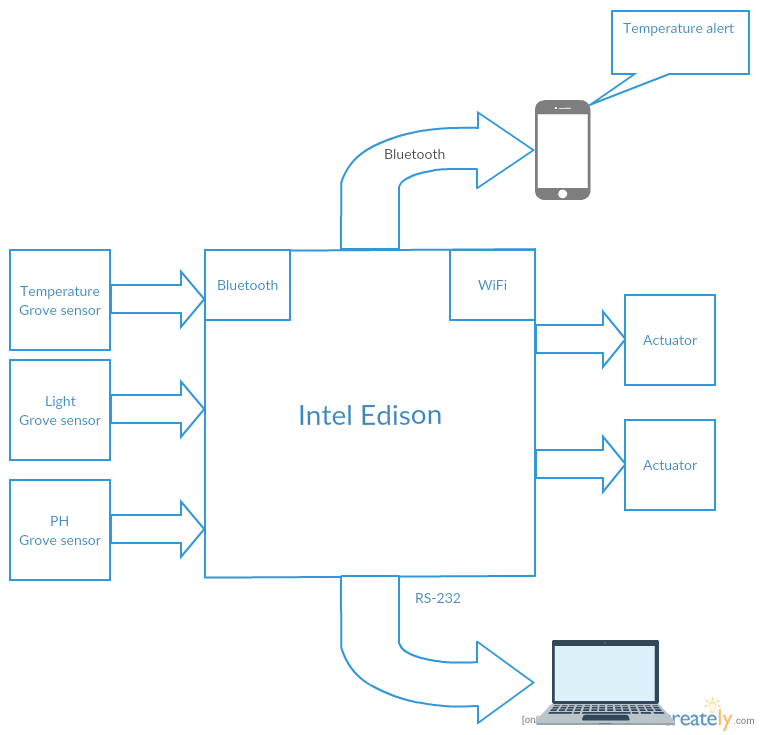 Temperature alert
Bluetooth
Temperature
Grove sensor
Bluetooth
WiFi
Actuator
Light
Grove sensor
Intel Edison
Actuator
PH
Grove sensor
RS-232
[on
reately.com